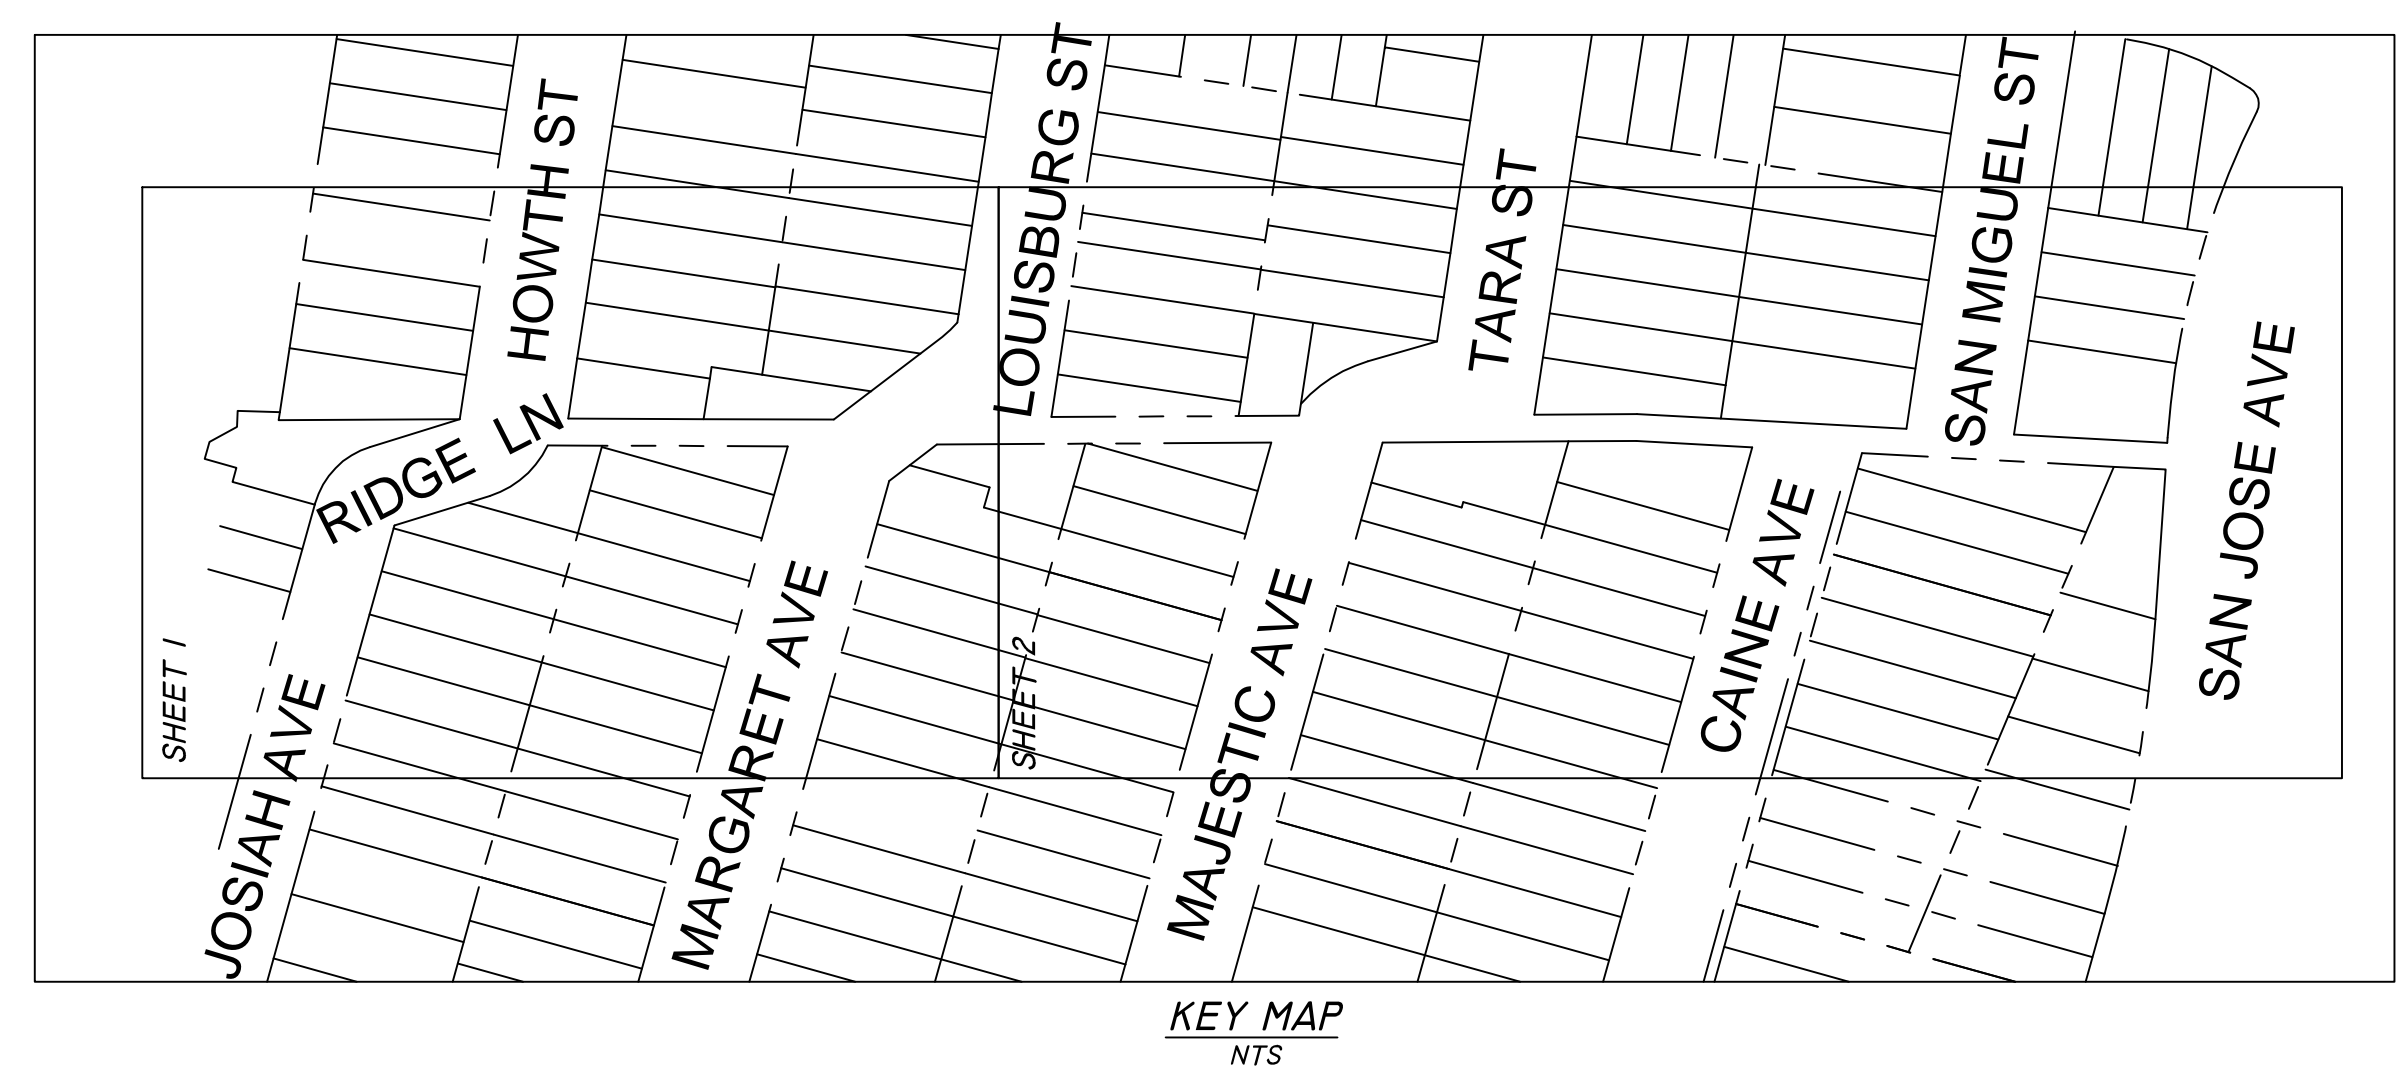 HOWTH ST
LOUISBURG ST
TARA ST
SAN MIGUEL ST
SAN JOSE AVE
RIDGE LN
JOSIAH AVE
MARGARET AVE
MAJESTIC AVE
CAINE AVE
SHEET 1
SHEET 2
KEY MAP
NTS